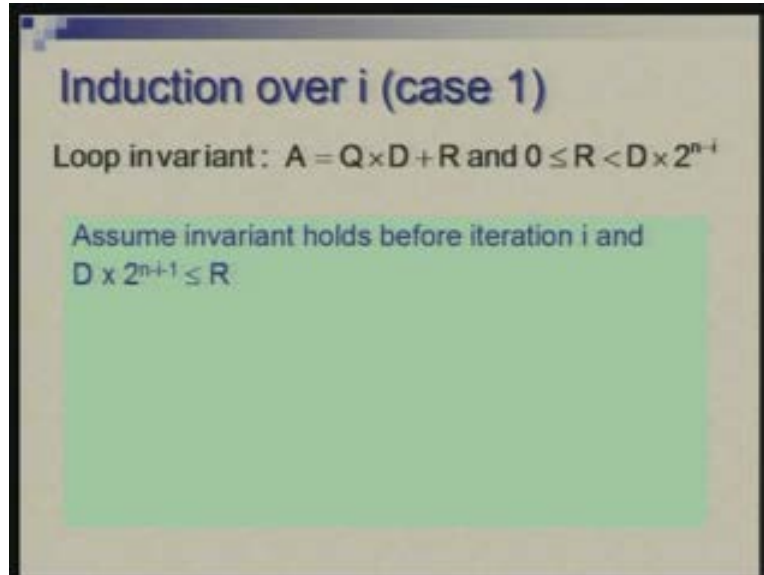 Induction over i (case 1)
Loop invariant: A = Q × D + R and 0 ≤ R < D × 2ⁿ⁻ⁱ
Assume invariant holds before iteration i and
D x 2ⁿ⁻ⁱ⁻¹ ≤ R